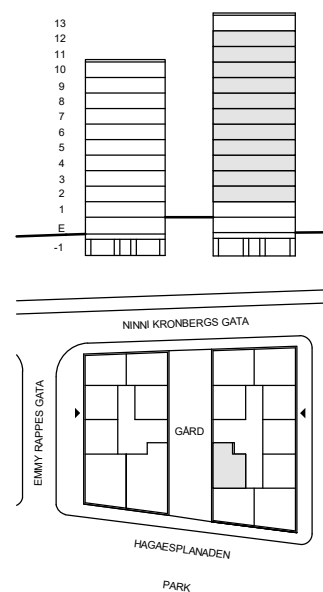 13
12
11
10
9
8
7
6
5
4
3
2
1
E
-1
NINNI KRONBERGS GATA
EMMY RAPPES GATA
GÅRD
HAGAESPLANADEN
PARK